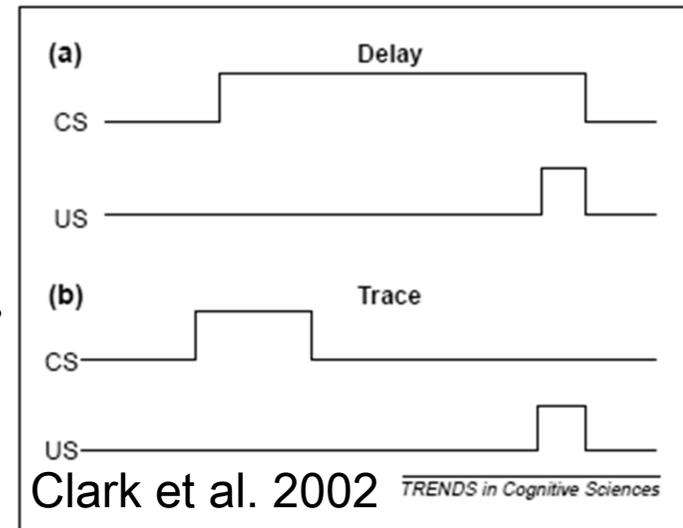 (a)
Delay
CS
US
(b)
Trace
CS
US
Clark et al. 2002
TRENDS in Cognitive Sciences